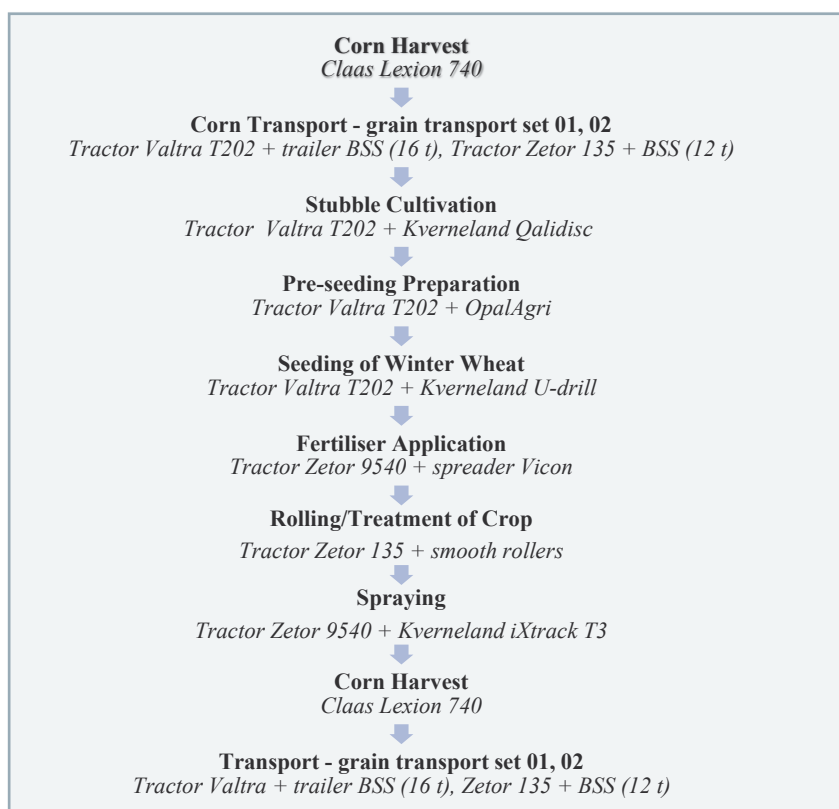 Corn Harvest
Claas Lexion 740
Corn Transport - grain transport set 01, 02
Tractor Valtra T202 + trailer BSS (16 t), Tractor Zetor 135 + BSS (12 t)
Stubble Cultivation
Tractor Valtra T202 + Kverneland Qalidisc
Pre-seeding Preparation
Tractor Valtra T202 + OpalAgri
Seeding of Winter Wheat
Tractor Valtra T202 + Kverneland U-drill
Fertiliser Application
Tractor Zetor 9540 + spreader Vicon
Rolling/Treatment of Crop
Tractor Zetor 135 + smooth rollers
Spraying
Tractor Zetor 9540 + Kverneland iXtrack T3
Corn Harvest
Claas Lexion 740
Transport - grain transport set 01, 02
Tractor Valtra + trailer BSS (16 t), Zetor 135 + BSS (12 t)